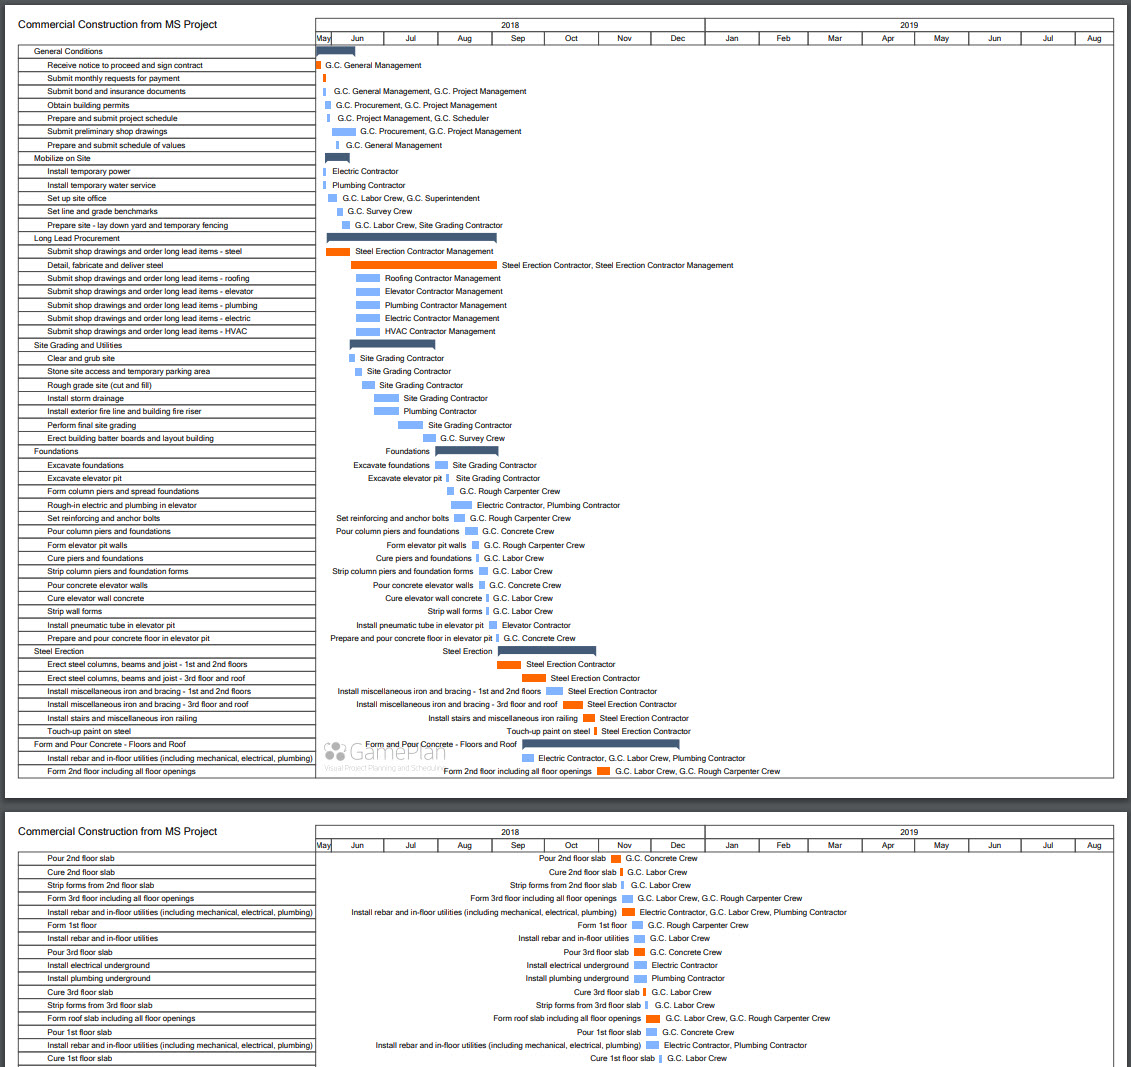 Commercial Construction from MS Project
2018 2019
May Jun Jul Aug Sep Oct Nov Dec Jan Feb Mar Apr May Jun Jul Aug
General Conditions
Receive notice to proceed and sign contract G.C. General Management
Submit monthly requests for payment
Submit bond and insurance documents G.C. General Management, G.C. Project Management
Obtain building permits G.C. Procurement, G.C. Project Management
Prepare and submit project schedule G.C. Project Management, G.C. Scheduler
Submit preliminary shop drawings G.C. Procurement, G.C. Project Management
Prepare and submit schedule of values G.C. General Management
Mobilize on Site
Install temporary power Electric Contractor
Install temporary water service Plumbing Contractor
Set up site office G.C. Labor Crew, G.C. Superintendent
Set line and grade benchmarks G.C. Survey Crew
Prepare site - lay down yard and temporary fencing G.C. Labor Crew, Site Grading Contractor
Long Lead Procurement
Submit shop drawings and order long lead items - steel Steel Erection Contractor Management
Detail, fabricate and deliver steel Steel Erection Contractor, Steel Erection Contractor Management
Submit shop drawings and order long lead items - roofing Roofing Contractor Management
Submit shop drawings and order long lead items - elevator Elevator Contractor Management
Submit shop drawings and order long lead items - plumbing Plumbing Contractor Management
Submit shop drawings and order long lead items - electric Electric Contractor Management
Submit shop drawings and order long lead items - HVAC HVAC Contractor Management
Site Grading and Utilities
Clear and grub site Site Grading Contractor
Stone site access and temporary parking area Site Grading Contractor
Rough grade site (cut and fill) Site Grading Contractor
Install storm drainage Site Grading Contractor
Install exterior fire line and building fire riser Plumbing Contractor
Perform final site grading Site Grading Contractor
Erect building batter boards and layout building G.C. Survey Crew
Foundations Foundations
Excavate foundations Excavate foundations Site Grading Contractor
Excavate elevator pit Excavate elevator pit Site Grading Contractor
Form column piers and spread foundations G.C. Rough Carpenter Crew
Rough-in electric and plumbing in elevator Electric Contractor, Plumbing Contractor
Set reinforcing and anchor bolts Set reinforcing and anchor bolts G.C. Rough Carpenter Crew
Pour column piers and foundations Pour column piers and foundations G.C. Concrete Crew
Form elevator pit walls Form elevator pit walls G.C. Rough Carpenter Crew
Cure piers and foundations Cure piers and foundations G.C. Labor Crew
Strip column piers and foundation forms Strip column piers and foundation forms G.C. Labor Crew
Pour concrete elevator walls Pour concrete elevator walls G.C. Concrete Crew
Cure elevator wall concrete Cure elevator wall concrete G.C. Labor Crew
Strip wall forms Strip wall forms G.C. Labor Crew
Install pneumatic tube in elevator pit Install pneumatic tube in elevator pit Elevator Contractor
Prepare and pour concrete floor in elevator pit Prepare and pour concrete floor in elevator pit G.C. Concrete Crew
Steel Erection Steel Erection
Erect steel columns, beams and joist - 1st and 2nd floors Steel Erection Contractor
Erect steel columns, beams and joist - 3rd floor and roof Steel Erection Contractor
Install miscellaneous iron and bracing - 1st and 2nd floors Install miscellaneous iron and bracing - 1st and 2nd floors Steel Erection Contractor
Install miscellaneous iron and bracing - 3rd floor and roof Install miscellaneous iron and bracing - 3rd floor and roof Steel Erection Contractor
Install stairs and miscellaneous iron railing Install stairs and miscellaneous iron railing Steel Erection Contractor
Touch-up paint on steel Touch-up paint on steel Steel Erection Contractor
Form and Pour Concrete - Floors and Roof Form and Pour Concrete - Floors and Roof
GamePlan
Install rebar and in-floor utilities (including mechanical, electrical, plumbing) Electric Contractor, G.C. Labor Crew, Plumbing Contractor
Visual Project Planning and Scheduling
Form 2nd floor including all floor openings Form 2nd floor including all floor openings G.C. Labor Crew, G.C. Rough Carpenter Crew
Commercial Construction from MS Project
2018 2019
May Jun Jul Aug Sep Oct Nov Dec Jan Feb Mar Apr May Jun Jul Aug
Pour 2nd floor slab Pour 2nd floor slab G.C. Concrete Crew
Cure 2nd floor slab Cure 2nd floor slab G.C. Labor Crew
Strip forms from 2nd floor slab Strip forms from 2nd floor slab G.C. Labor Crew
Form 3rd floor including all floor openings Form 3rd floor including all floor openings G.C. Labor Crew, G.C. Rough Carpenter Crew
Install rebar and in-floor utilities (including mechanical, electrical, plumbing) Install rebar and in-floor utilities (including mechanical, electrical, plumbing) Electric Contractor, G.C. Labor Crew, Plumbing Contractor
Form 1st floor Form 1st floor G.C. Rough Carpenter Crew
Install rebar and in-floor utilities Install rebar and in-floor utilities G.C. Labor Crew
Pour 3rd floor slab Pour 3rd floor slab G.C. Concrete Crew
Install electrical underground Install electrical underground Electric Contractor
Install plumbing underground Install plumbing underground Plumbing Contractor
Cure 3rd floor slab Cure 3rd floor slab G.C. Labor Crew
Strip forms from 3rd floor slab Strip forms from 3rd floor slab G.C. Labor Crew
Form roof slab including all floor openings Form roof slab including all floor openings G.C. Labor Crew, G.C. Rough Carpenter Crew
Pour 1st floor slab Pour 1st floor slab G.C. Concrete Crew
Install rebar and in-floor utilities (including mechanical, electrical, plumbing) Install rebar and in-floor utilities (including mechanical, electrical, plumbing) Electric Contractor, Plumbing Contractor
Cure 1st floor slab Cure 1st floor slab G.C. Labor Crew